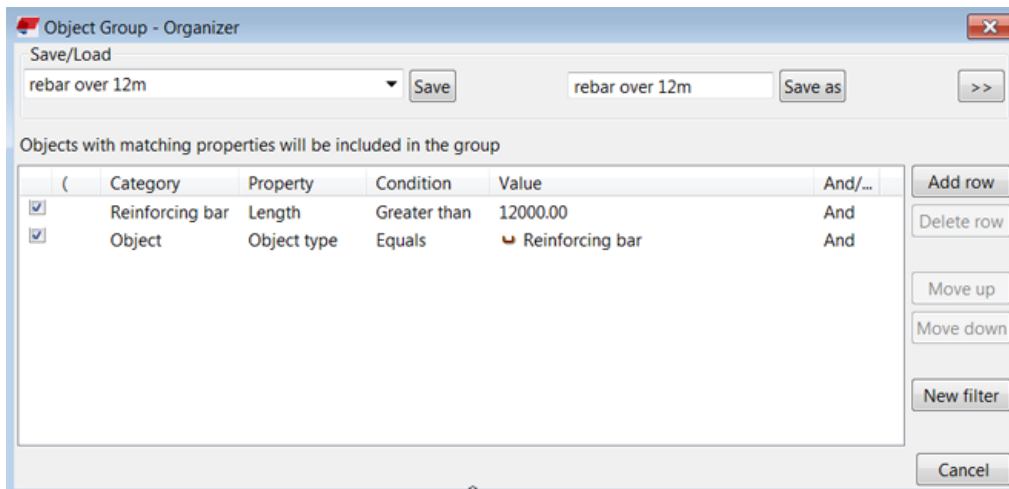 Object Group - Organizer
Save/Load
rebar over 12m Save rebar over 12m Save as >>
Objects with matching properties will be included in the group
( Category Property Condition Value And/... Add row
Reinforcing bar Length Greater than 12000.00 And
Delete row
Object Object type Equals Reinforcing bar And
Move up
Move down
New filter
Cancel